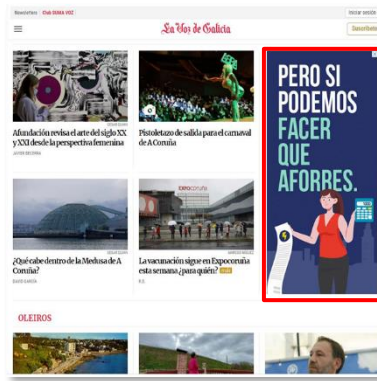 Newsletters Club OENIA VOZ
Iniciar sesión
La Voz de Galicia
Suscríbete
PERO SI
PODEMOS
FACER
QUE
AFORRES.
Afundación revisa el arte del siglo XX
y XXI desde la perspectiva femenina
Pistoletazo de salida para el carnaval
de A Coruña
EXPOCORUÑA
¿Qué cabe dentro de la Medusa de A
Coruña?
La vacunación sigue en Expocoruña
esta semana ¿para quién?
OLEIROS